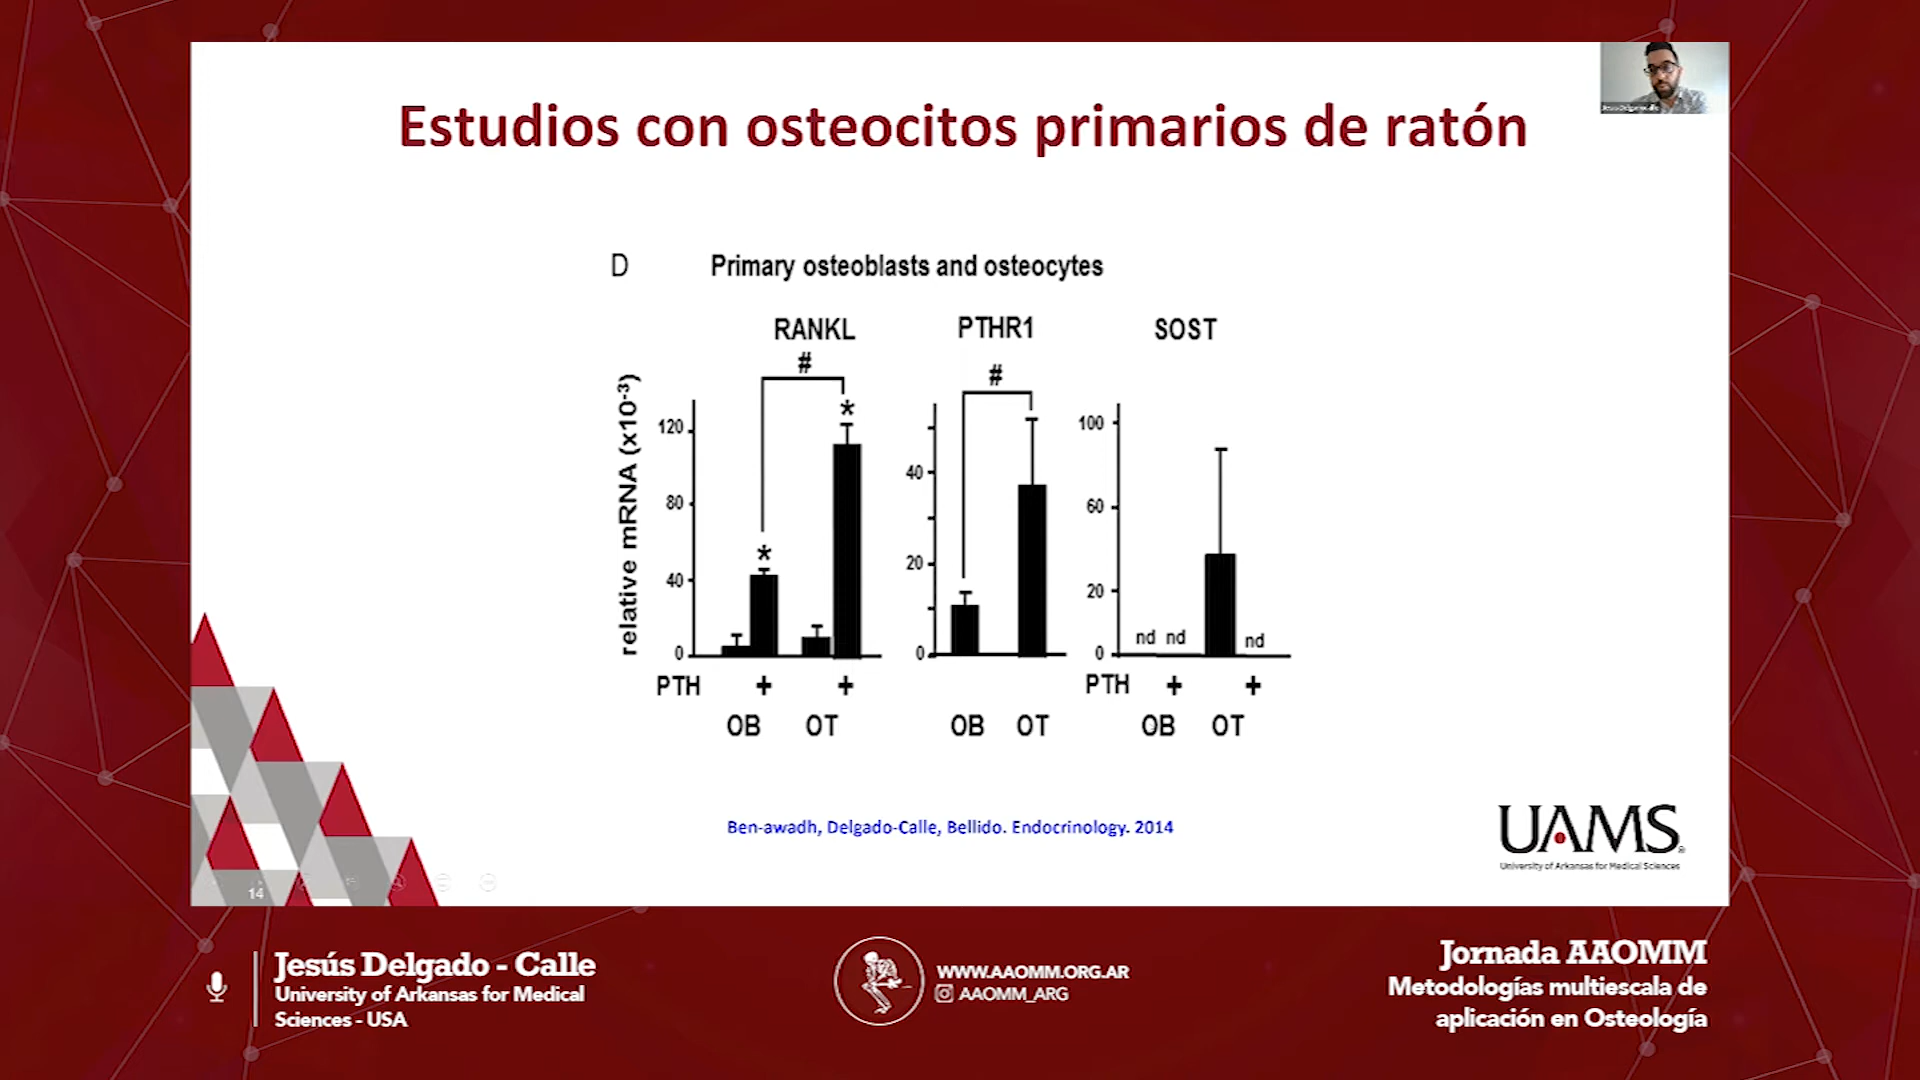 Estudios con osteocitos primarios de ratón
D Primary osteoblasts and osteocytes
RANKL PTHR1 SOST
# #
* *
relative mRNA (x10-3)
120
80
40
0
40
20
0
100
60
20
0
nd nd nd
PTH + + PTH + +
OB OT OB OT OB OT
Ben-awadh, Delgado-Calle, Bellido. Endocrinology. 2014
UAMS
University of Arkansas for Medical Sciences
14
Jesús Delgado - Calle
University of Arkansas for Medical
Sciences - USA
WWW.AAOMM.ORG.AR
AAOMM_ARG
Jornada AAOMM
Metodologías multiescala de
aplicación en Osteología